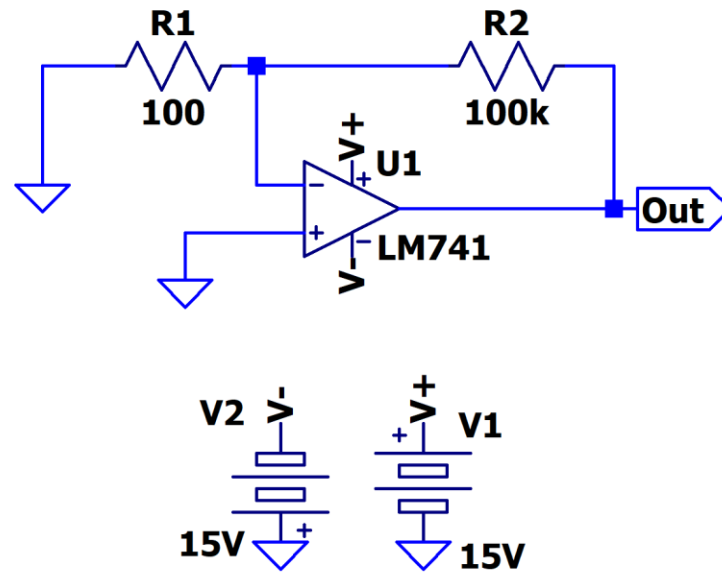 R1
R2
100
100k
V+
U1
+
−
+
Out
−
LM741
V-
V-
V+
V2
V1
+
+
15V
15V